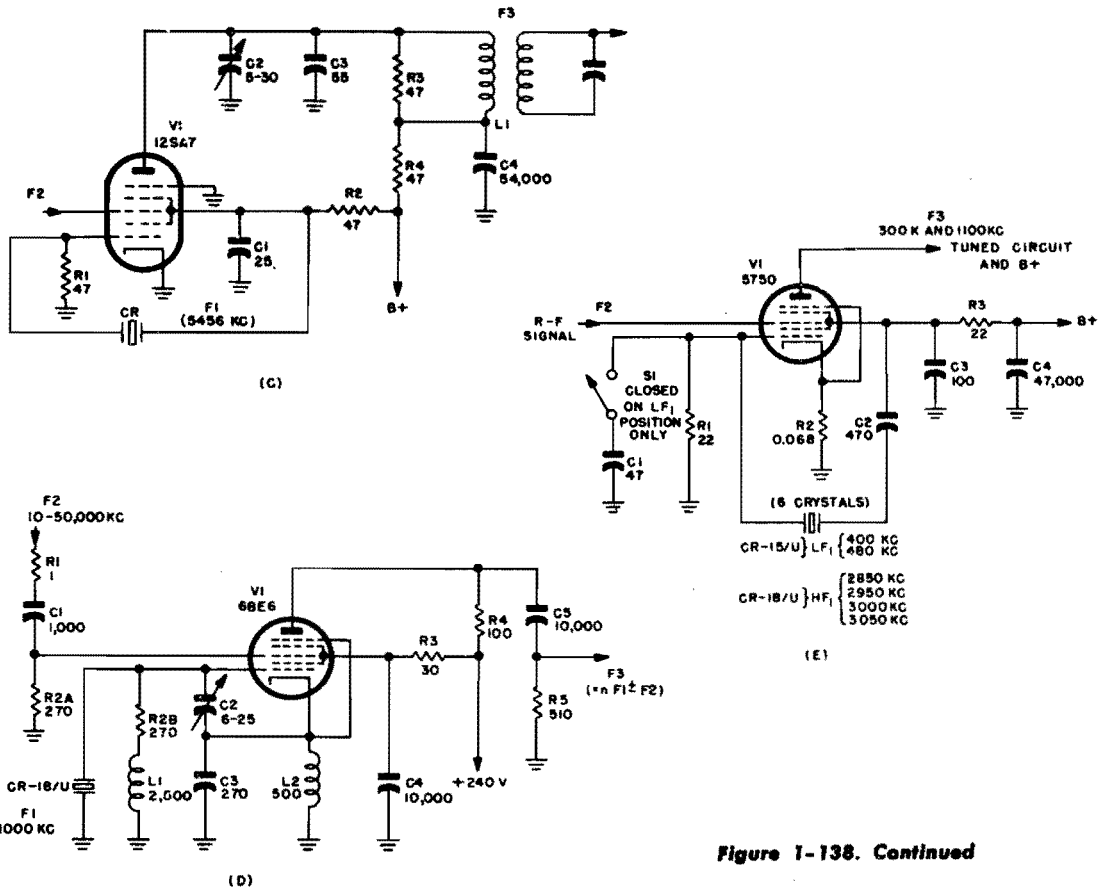 F3
C2
5-30
C3
55
R3
47
L1
V1
12SA7
R4
47
C4
54,000
F2
R2
47
C1
25
R1
47
CR
F1
(5456 KC)
B+
(C)
F3
300 K AND 1100KC
TUNED CIRCUIT
AND B+
V1
5750
R-F
SIGNAL
F2
R3
22
B+
S1
CLOSED
ON LF1
POSITION
ONLY
R1
22
C3
100
C4
47,000
R2
0.068
C2
470
C1
47
(6 CRYSTALS)
CR-15/U} LF1 {400 KC
480 KC
CR-18/U} HF1 {2850 KC
2950 KC
3000 KC
3050 KC
(E)
F2
10-50,000KC
R1
1
C1
1,000
V1
6BE6
R4
100
C5
10,000
R3
30
F3
(=n F1± F2)
R2A
270
R2B
270
C2
6-25
R5
510
CR-18/U
L1
C3
270
L2
500
C4
10,000
+240 V
F1
1000 KC
(D)
Figure 1-138. Continued